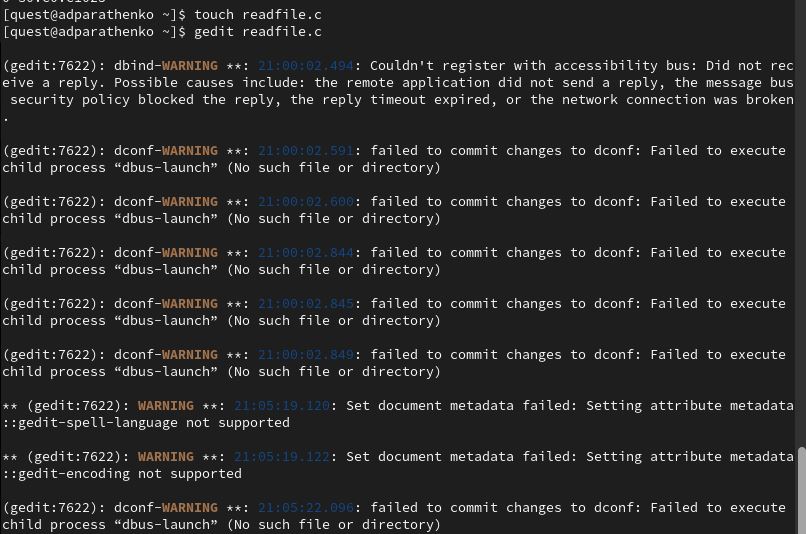 [quest@adparathenko ~]$ touch readfile.c
[quest@adparathenko ~]$ gedit readfile.c
(gedit:7622): dbind-WARNING **: 21:00:02.494: Couldn't register with accessibility bus: Did not rec
eive a reply. Possible causes include: the remote application did not send a reply, the message bus
security policy blocked the reply, the reply timeout expired, or the network connection was broken
.
(gedit:7622): dconf-WARNING **: 21:00:02.591: failed to commit changes to dconf: Failed to execute
child process “dbus-launch” (No such file or directory)
(gedit:7622): dconf-WARNING **: 21:00:02.600: failed to commit changes to dconf: Failed to execute
child process “dbus-launch” (No such file or directory)
(gedit:7622): dconf-WARNING **: 21:00:02.844: failed to commit changes to dconf: Failed to execute
child process “dbus-launch” (No such file or directory)
(gedit:7622): dconf-WARNING **: 21:00:02.845: failed to commit changes to dconf: Failed to execute
child process “dbus-launch” (No such file or directory)
(gedit:7622): dconf-WARNING **: 21:00:02.849: failed to commit changes to dconf: Failed to execute
child process “dbus-launch” (No such file or directory)
** (gedit:7622): WARNING **: 21:05:19.120: Set document metadata failed: Setting attribute metadata
::gedit-spell-language not supported
** (gedit:7622): WARNING **: 21:05:19.122: Set document metadata failed: Setting attribute metadata
::gedit-encoding not supported
(gedit:7622): dconf-WARNING **: 21:05:22.096: failed to commit changes to dconf: Failed to execute
child process “dbus-launch” (No such file or directory)